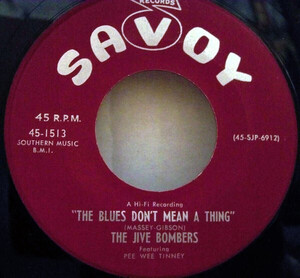 RECORDS
SAVOY
45 R.P.M.
45-1513
SOUTHERN MUSIC
B.M.I.
(45-SJP-6912)
A Hi-Fi Recording
"THE BLUES DON'T MEAN A THING"
(MASSEY-GIBSON)
THE JIVE BOMBERS
Featuring
PEE WEE TINNEY